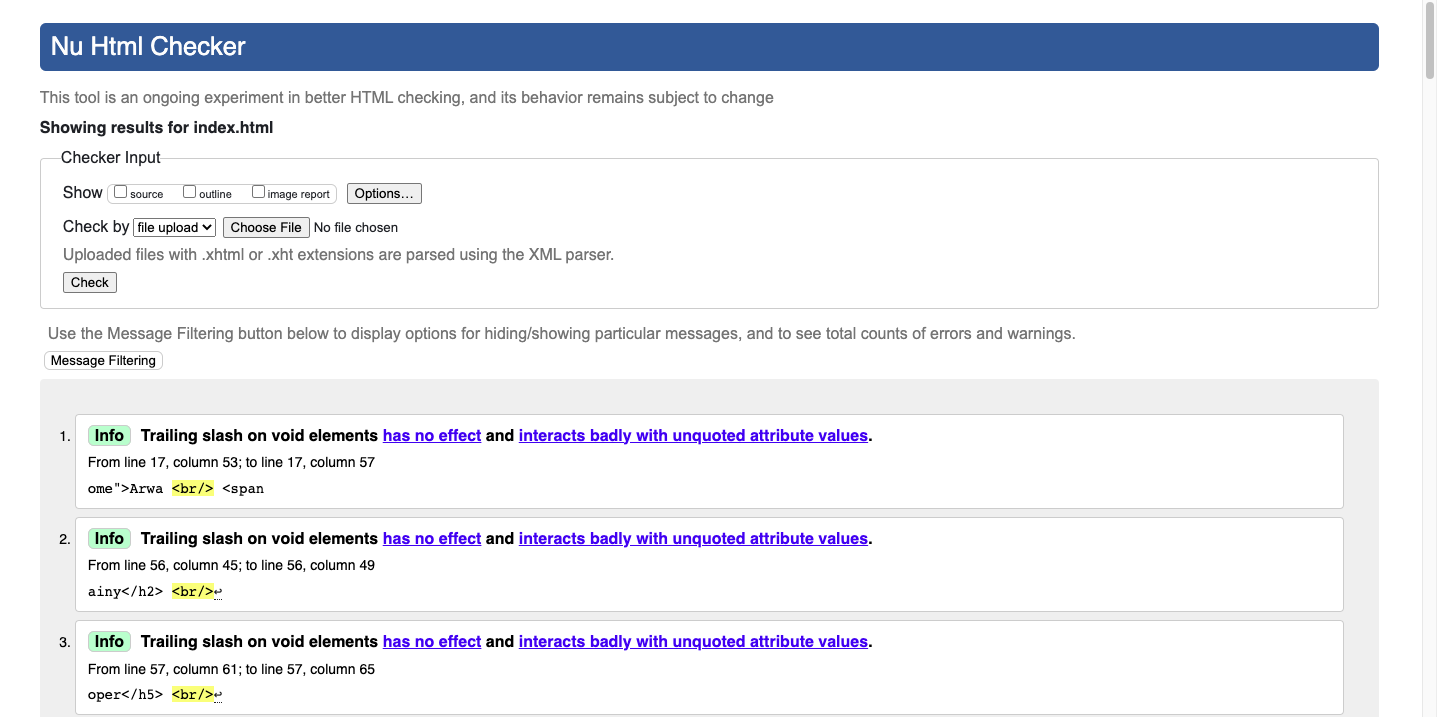 Nu Html Checker
This tool is an ongoing experiment in better HTML checking, and its behavior remains subject to change
Showing results for index.html
Checker Input
Show source outline image report Options...
Check by file upload Choose File No file chosen
Uploaded files with .xhtml or .xht extensions are parsed using the XML parser.
Check
Use the Message Filtering button below to display options for hiding/showing particular messages, and to see total counts of errors and warnings.
Message Filtering
1. Info Trailing slash on void elements has no effect and interacts badly with unquoted attribute values.
From line 17, column 53; to line 17, column 57
ome">Arwa <br/> <span
2. Info Trailing slash on void elements has no effect and interacts badly with unquoted attribute values.
From line 56, column 45; to line 56, column 49
ainy</h2> <br/>↩
3. Info Trailing slash on void elements has no effect and interacts badly with unquoted attribute values.
From line 57, column 61; to line 57, column 65
oper</h5> <br/>↩